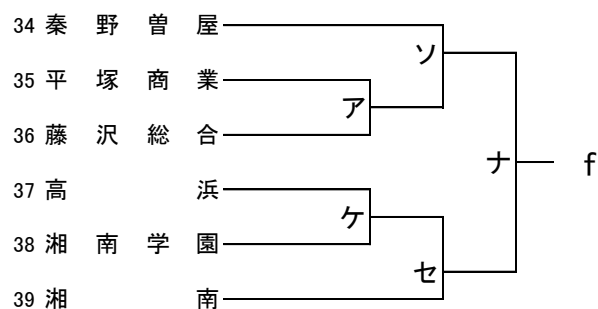 34 秦野曽屋
ソ
35 平塚商業
ア
36 藤沢総合
ナ f
37 高浜
ケ
38 湘南学園
セ
39 湘南